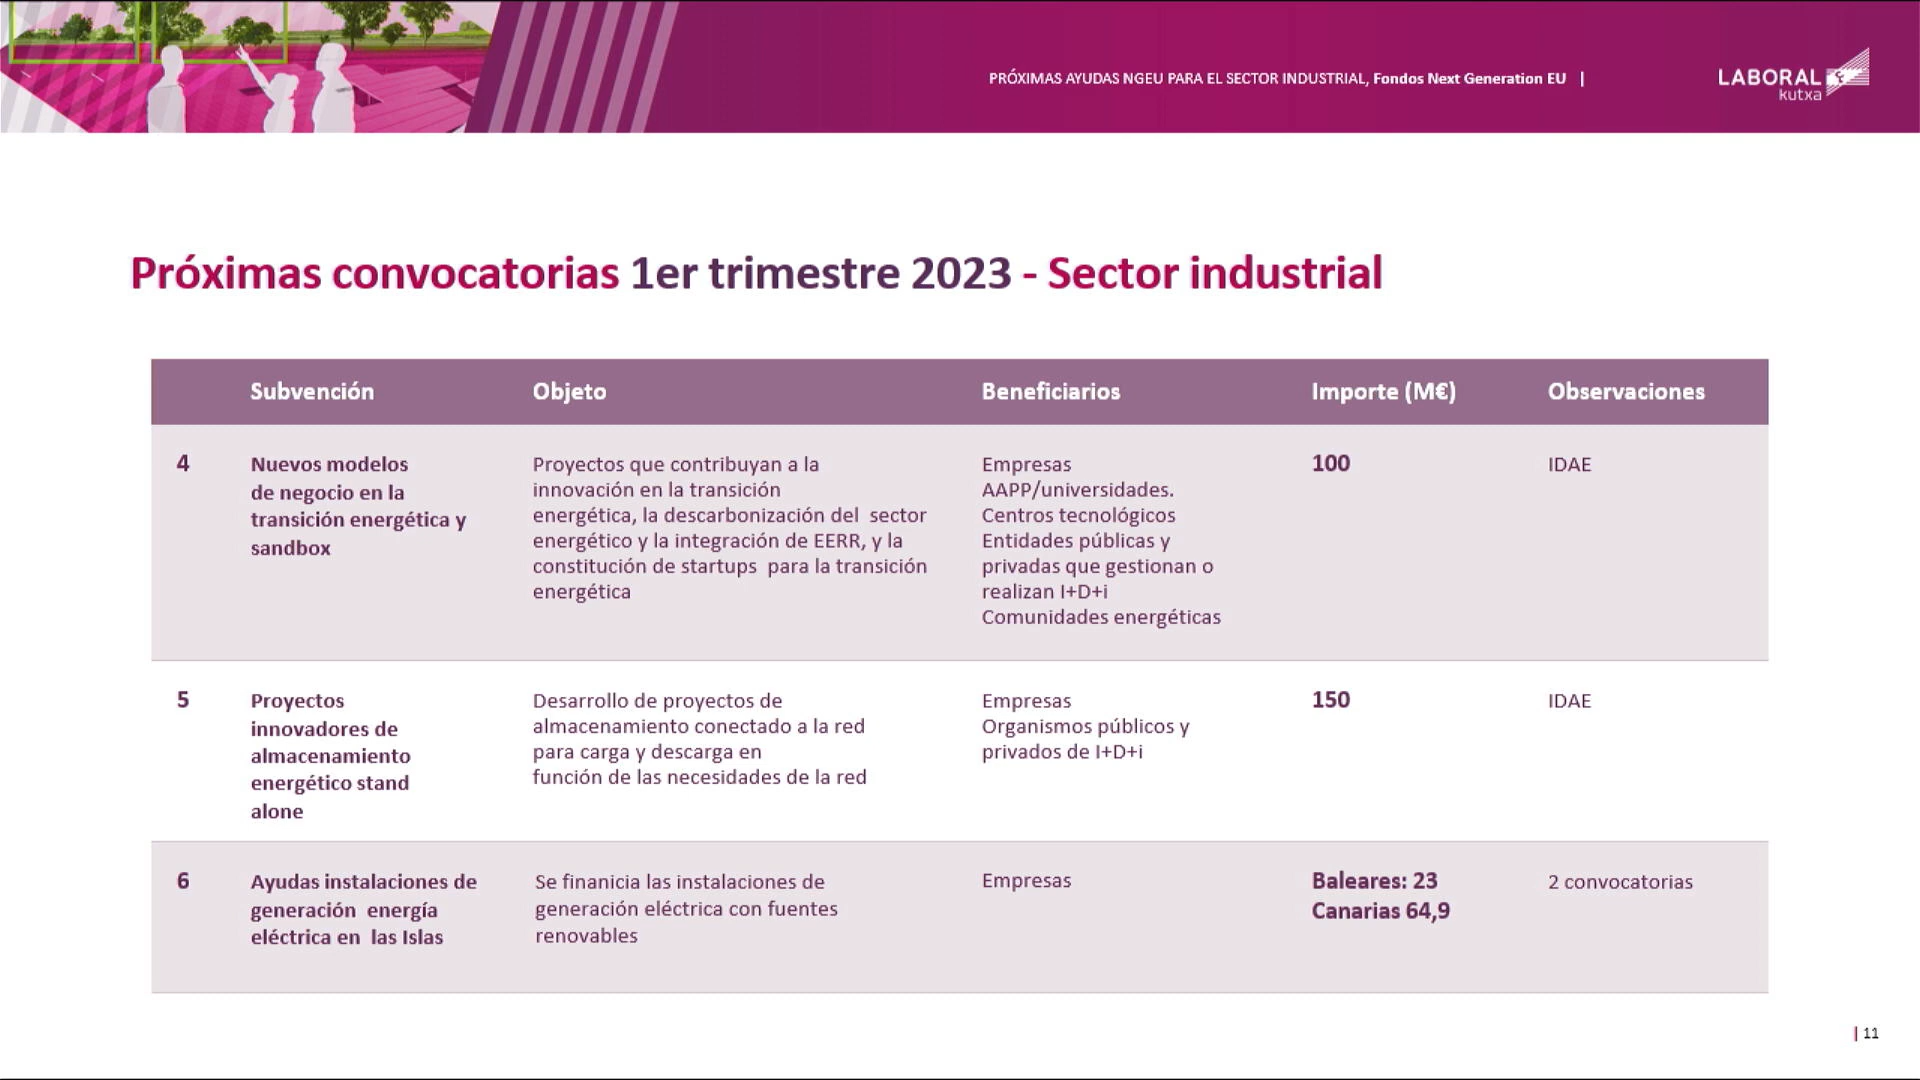 PRÓXIMAS AYUDAS NGEU PARA EL SECTOR INDUSTRIAL, Fondos Next Generation EU |
LABORAL
kutxa
Próximas convocatorias 1er trimestre 2023 - Sector industrial
Subvención Objeto Beneficiarios Importe (M€) Observaciones
4
Nuevos modelos
de negocio en la
transición energética y
sandbox
Proyectos que contribuyan a la
innovación en la transición
energética, la descarbonización del sector
energético y la integración de EERR, y la
constitución de startups para la transición
energética
Empresas
AAPP/universidades.
Centros tecnológicos
Entidades públicas y
privadas que gestionan o
realizan I+D+i
Comunidades energéticas
100
IDAE
5
Proyectos
innovadores de
almacenamiento
energético stand
alone
Desarrollo de proyectos de
almacenamiento conectado a la red
para carga y descarga en
función de las necesidades de la red
Empresas
Organismos públicos y
privados de I+D+i
150
IDAE
6
Ayudas instalaciones de
generación energía
eléctrica en las Islas
Se finanicia las instalaciones de
generación eléctrica con fuentes
renovables
Empresas
Baleares: 23
Canarias 64,9
2 convocatorias
| 11